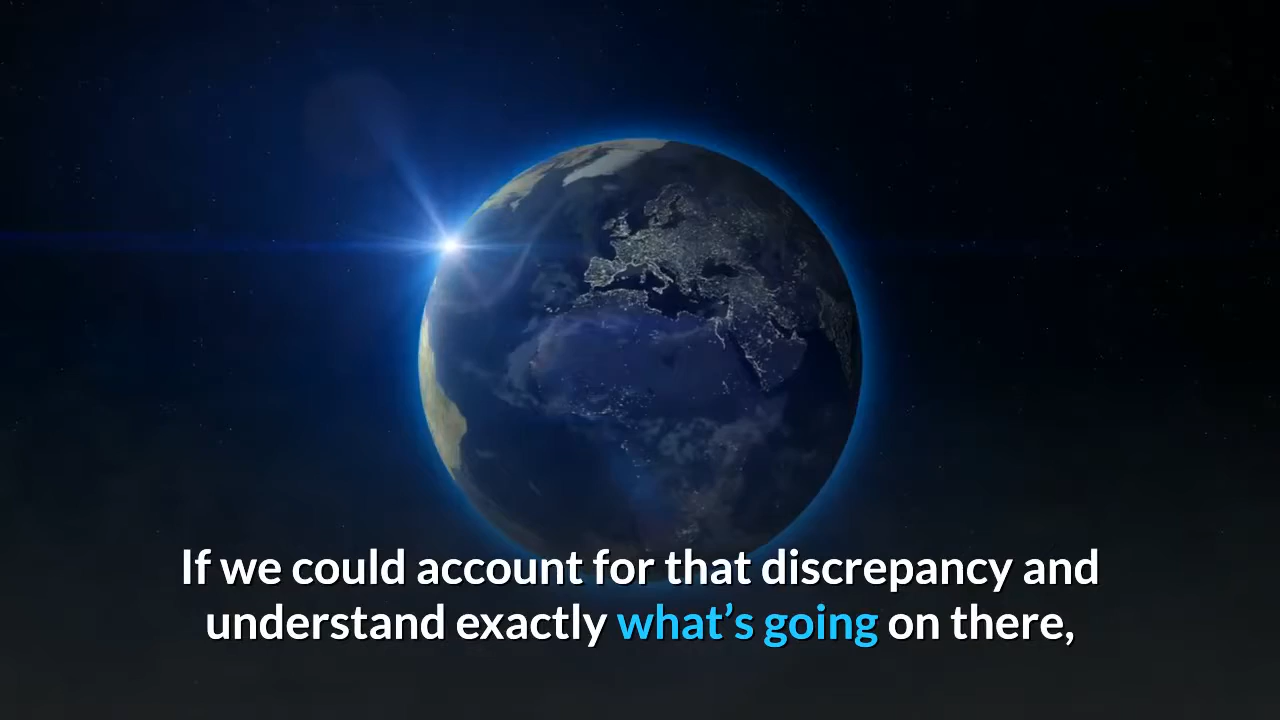 If we could account for that discrepancy and
understand exactly what’s going on there,